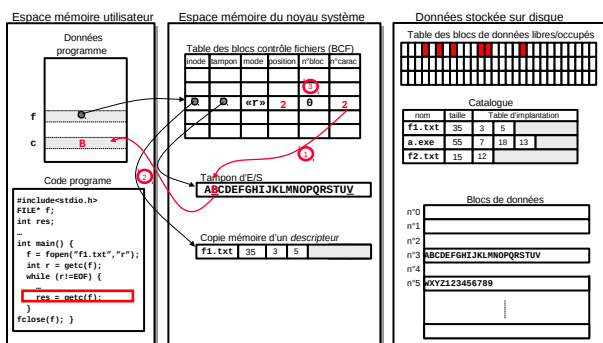 Espace mémoire utilisateur
Données
programme
f
c
B
Code programe
#include<stdio.h>
FILE* f;
int res;
…
int main() {
f = fopen("f1.txt","r");
int r = getc(f);
while (r!=EOF) {
…
res = getc(f);
}
fclose(f); }
2
Espace mémoire du noyau système
Table des blocs contrôle fichiers (BCF)
inode tampon mode position n°bloc n°carac
3
«r» 2 0 2
1
Tampon d'E/S
ABCDEFGHIJKLMNOPQRSTUV
Copie mémoire d'un descripteur
f1.txt 35 3 5
Données stockée sur disque
Table des blocs de données libres/occupés
Catalogue
nom taille Table d'implantation
f1.txt 35 3 5
a.exe 55 7 18 13
f2.txt 15 12
Blocs de données
n°0
n°1
n°2
n°3 ABCDEFGHIJKLMNOPQRSTUV
n°4
n°5 WXYZ123456789